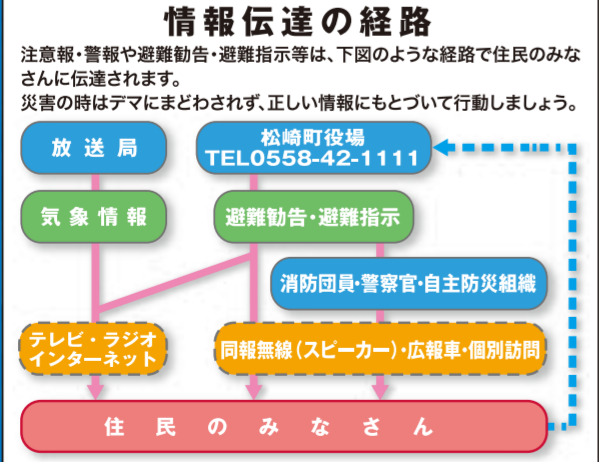 情報伝達の経路
注意報・警報や避難勧告・避難指示等は、下図のような経路で住民のみな
さんに伝達されます。
災害の時はデマにまどわされず、正しい情報にもとづいて行動しましょう。
放送局
松崎町役場
TEL0558-42-1111
気象情報
避難勧告・避難指示
消防団員・警察官・自主防災組織
テレビ・ラジオ
インターネット
同報無線(スピーカー)・広報車・個別訪問
住民のみなさん